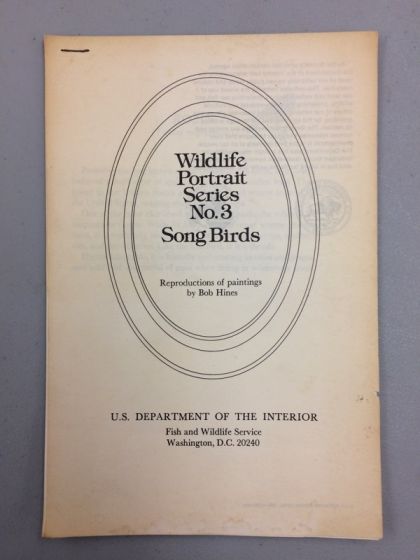 Wildlife
Portrait
Series
No. 3
Song Birds
Reproductions of paintings
by Bob Hines
U.S. DEPARTMENT OF THE INTERIOR
Fish and Wildlife Service
Washington, D.C. 20240